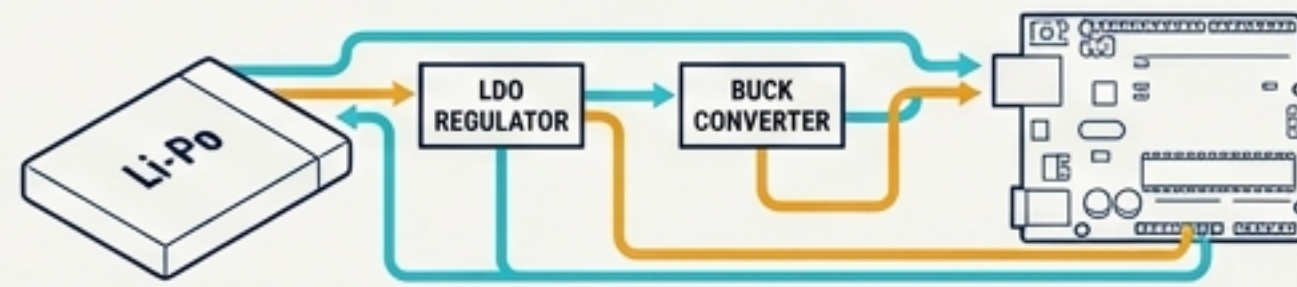 Li-Po
LDO
REGULATOR
BUCK
CONVERTER